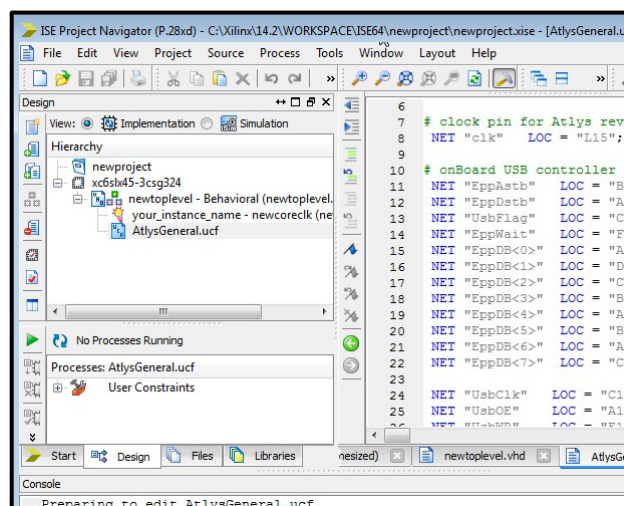 ISE Project Navigator (P.28xd) - C:\Xilinx\14.2\WORKSPACE\ISE64\newproject\newproject.xise - [AtlysGeneral.u
File Edit View Project Source Process Tools Window Layout Help
» »
Design
View: Implementation Simulation
Hierarchy
newproject
xc6slx45-3csg324
newtoplevel - Behavioral (newtoplevel.
your_instance_name - newcoreclk (ne
AtlysGeneral.ucf
No Processes Running
Processes: AtlysGeneral.ucf
User Constraints
Start Design Files Libraries
6
7 # clock pin for Atlys rev
8 NET "clk" LOC = "L15";
9
10 # onBoard USB controller
11 NET "EppAstb" LOC = "B
12 NET "EppDstb" LOC = "A
13 NET "UsbFlag" LOC = "C
14 NET "EppWait" LOC = "F
15 NET "EppDB<0>" LOC = "A
16 NET "EppDB<1>" LOC = "D
17 NET "EppDB<2>" LOC = "C
18 NET "EppDB<3>" LOC = "B
19 NET "EppDB<4>" LOC = "A
20 NET "EppDB<5>" LOC = "B
21 NET "EppDB<6>" LOC = "A
22 NET "EppDB<7>" LOC = "C
23
24 NET "UsbClk" LOC = "C1
25 NET "UsbOE" LOC = "A1
26 NET "UsbWR" LOC = "E1
nesized) newtoplevel.vhd AtlysGe
Console
Preparing to edit AtlysGeneral.ucf